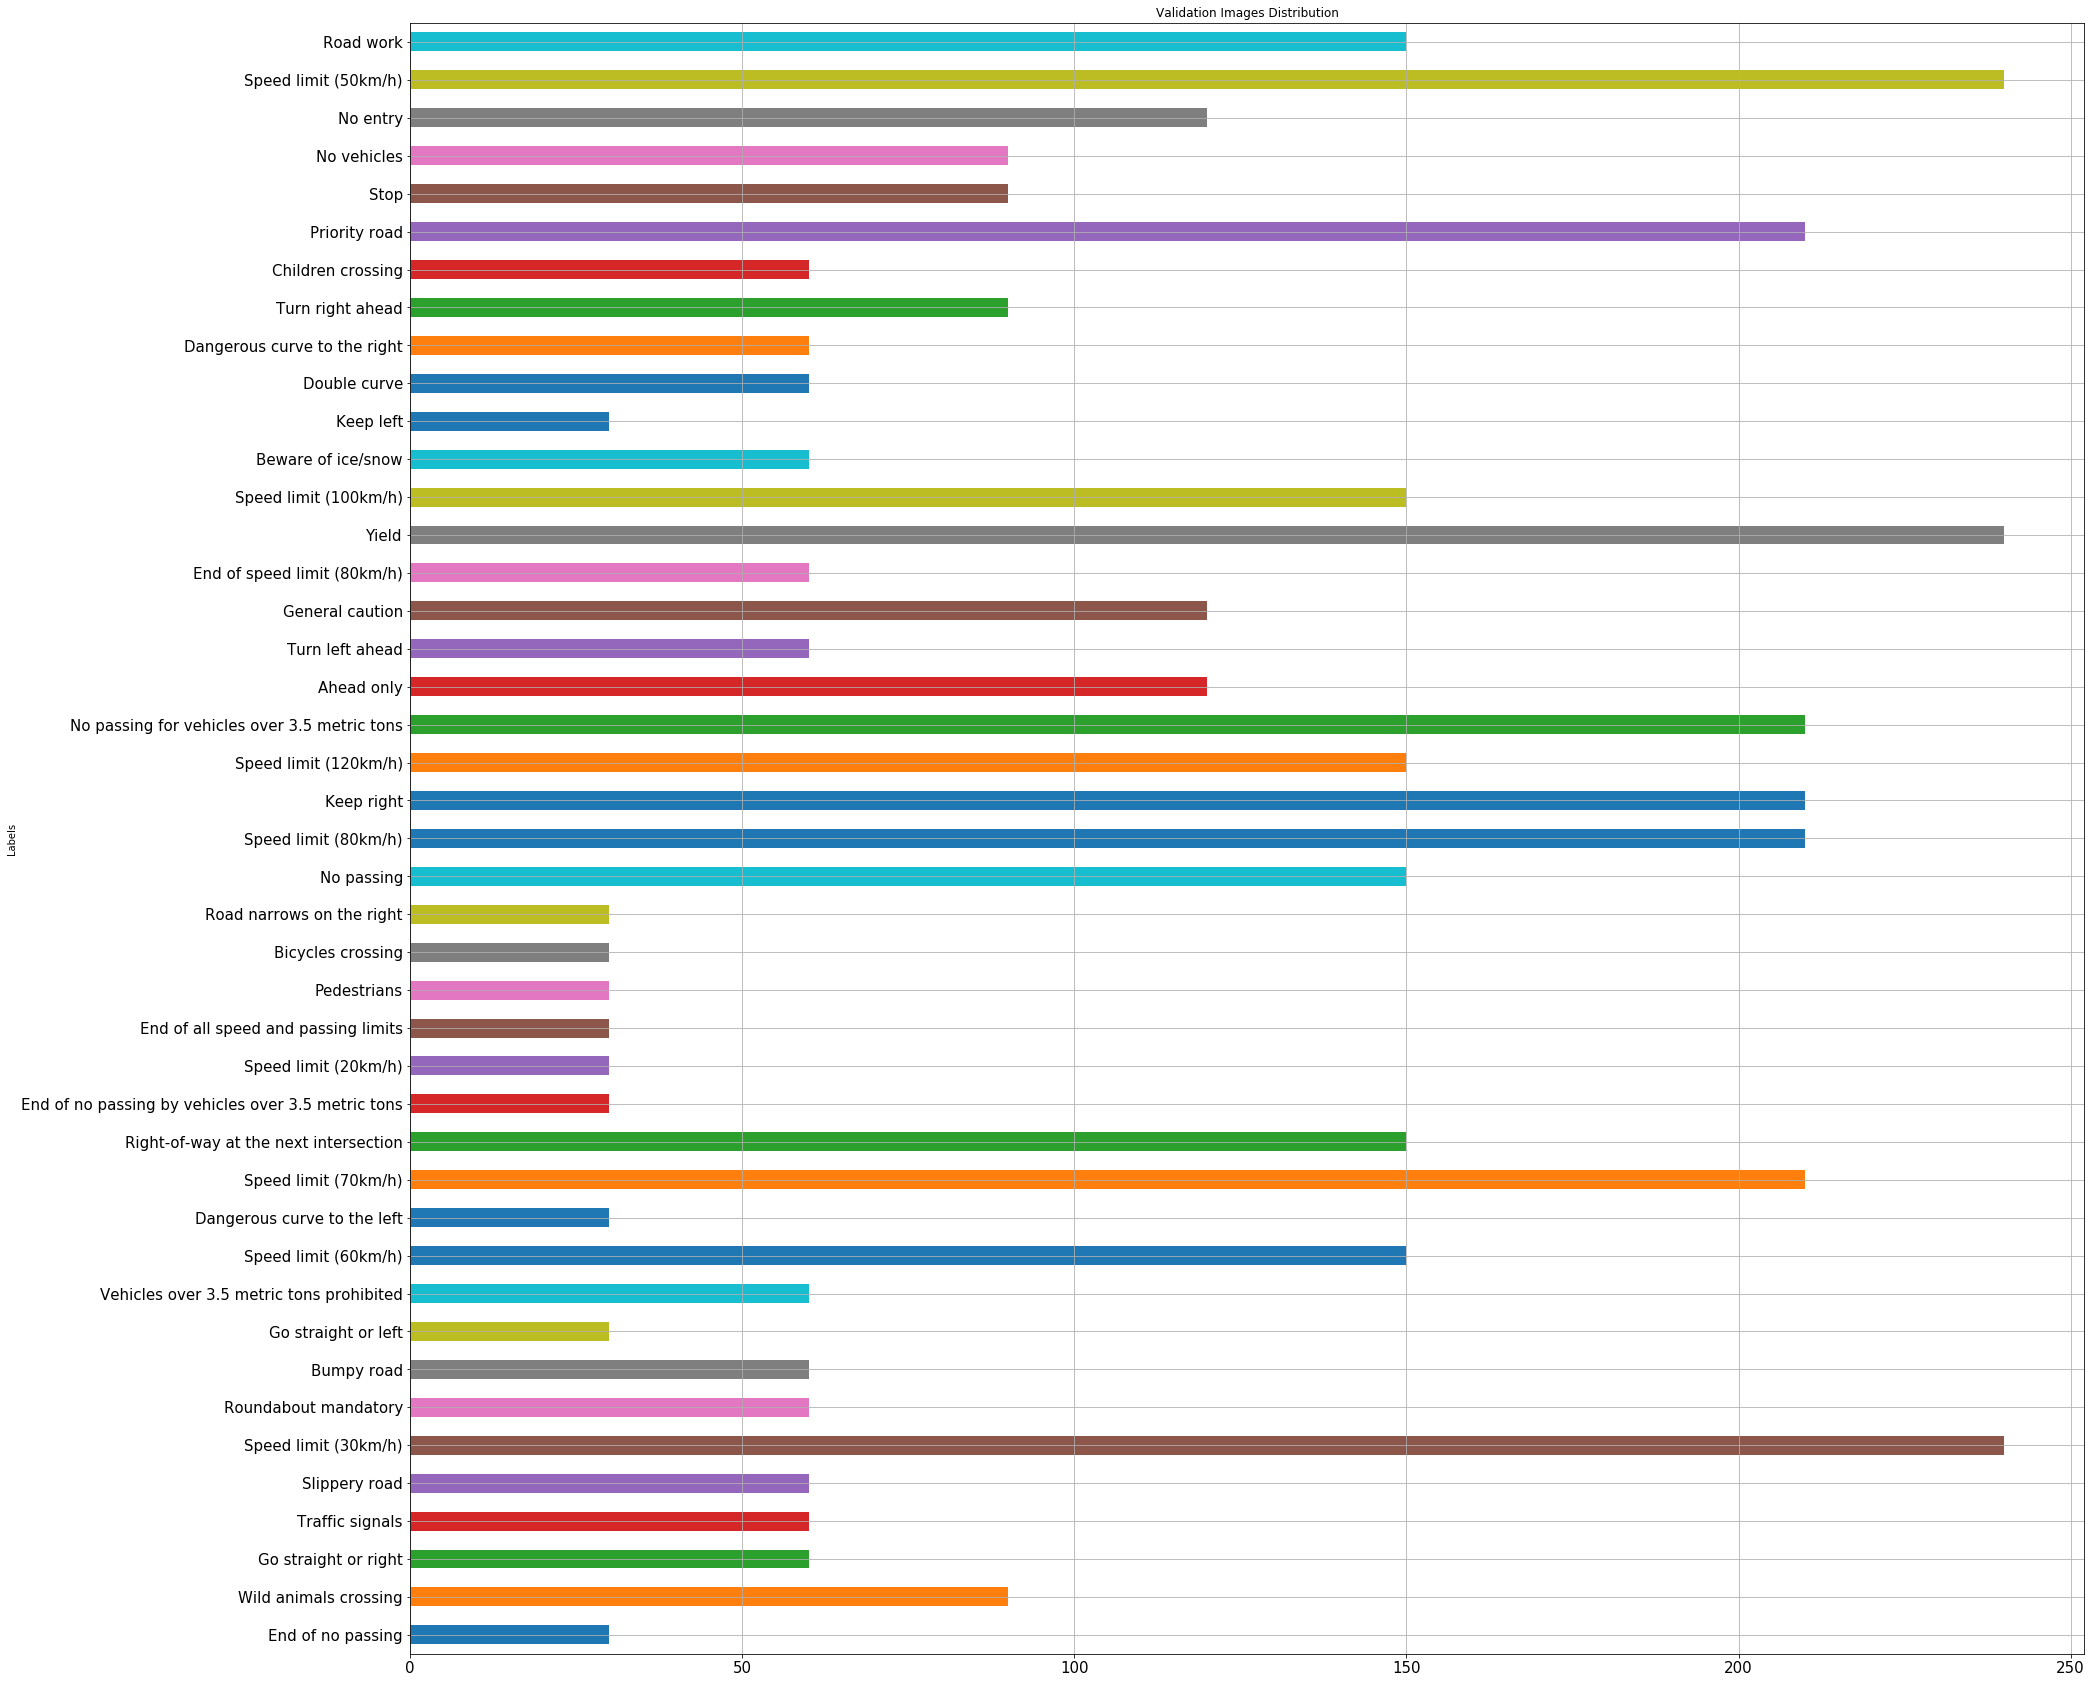 Validation Images Distribution
Road work
Speed limit (50km/h)
No entry
No vehicles
Stop
Priority road
Children crossing
Turn right ahead
Dangerous curve to the right
Double curve
Keep left
Beware of ice/snow
Speed limit (100km/h)
Yield
End of speed limit (80km/h)
General caution
Turn left ahead
Ahead only
No passing for vehicles over 3.5 metric tons
Speed limit (120km/h)
Keep right
Speed limit (80km/h)
No passing
Road narrows on the right
Bicycles crossing
Pedestrians
End of all speed and passing limits
Speed limit (20km/h)
End of no passing by vehicles over 3.5 metric tons
Right-of-way at the next intersection
Speed limit (70km/h)
Dangerous curve to the left
Speed limit (60km/h)
Vehicles over 3.5 metric tons prohibited
Go straight or left
Bumpy road
Roundabout mandatory
Speed limit (30km/h)
Slippery road
Traffic signals
Go straight or right
Wild animals crossing
End of no passing
Labels
0 50 100 150 200 250